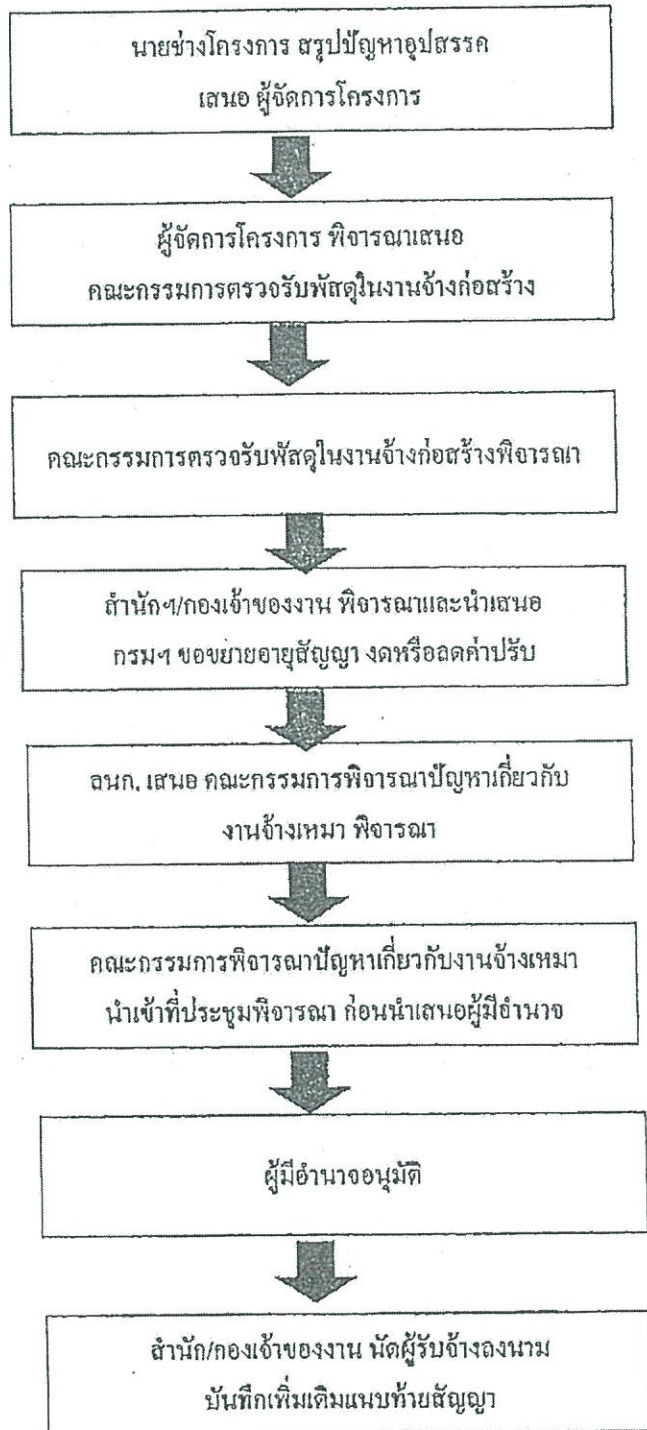 นายช่างโครงการ สรุปปัญหาอุปสรรค
เสนอ ผู้จัดการโครงการ
ผู้จัดการโครงการ พิจารณาเสนอ
คณะกรรมการตรวจรับพัสดุในงานจ้างก่อสร้าง
คณะกรรมการตรวจรับพัสดุในงานจ้างก่อสร้างพิจารณา
สำนักฯ/กองเจ้าของงาน พิจารณาและนำเสนอ
กรมฯ ขอขยายอายุสัญญา งดหรือลดค่าปรับ
ลนก. เสนอ คณะกรรมการพิจารณาปัญหาเกี่ยวกับ
งานจ้างเหมา พิจารณา
คณะกรรมการพิจารณาปัญหาเกี่ยวกับงานจ้างเหมา
นำเข้าที่ประชุมพิจารณา ก่อนนำเสนอผู้มีอำนาจ
ผู้มีอำนาจอนุมัติ
สำนัก/กองเจ้าของงาน นัดผู้รับจ้างลงนาม
บันทึกเพิ่มเติมแนบท้ายสัญญา